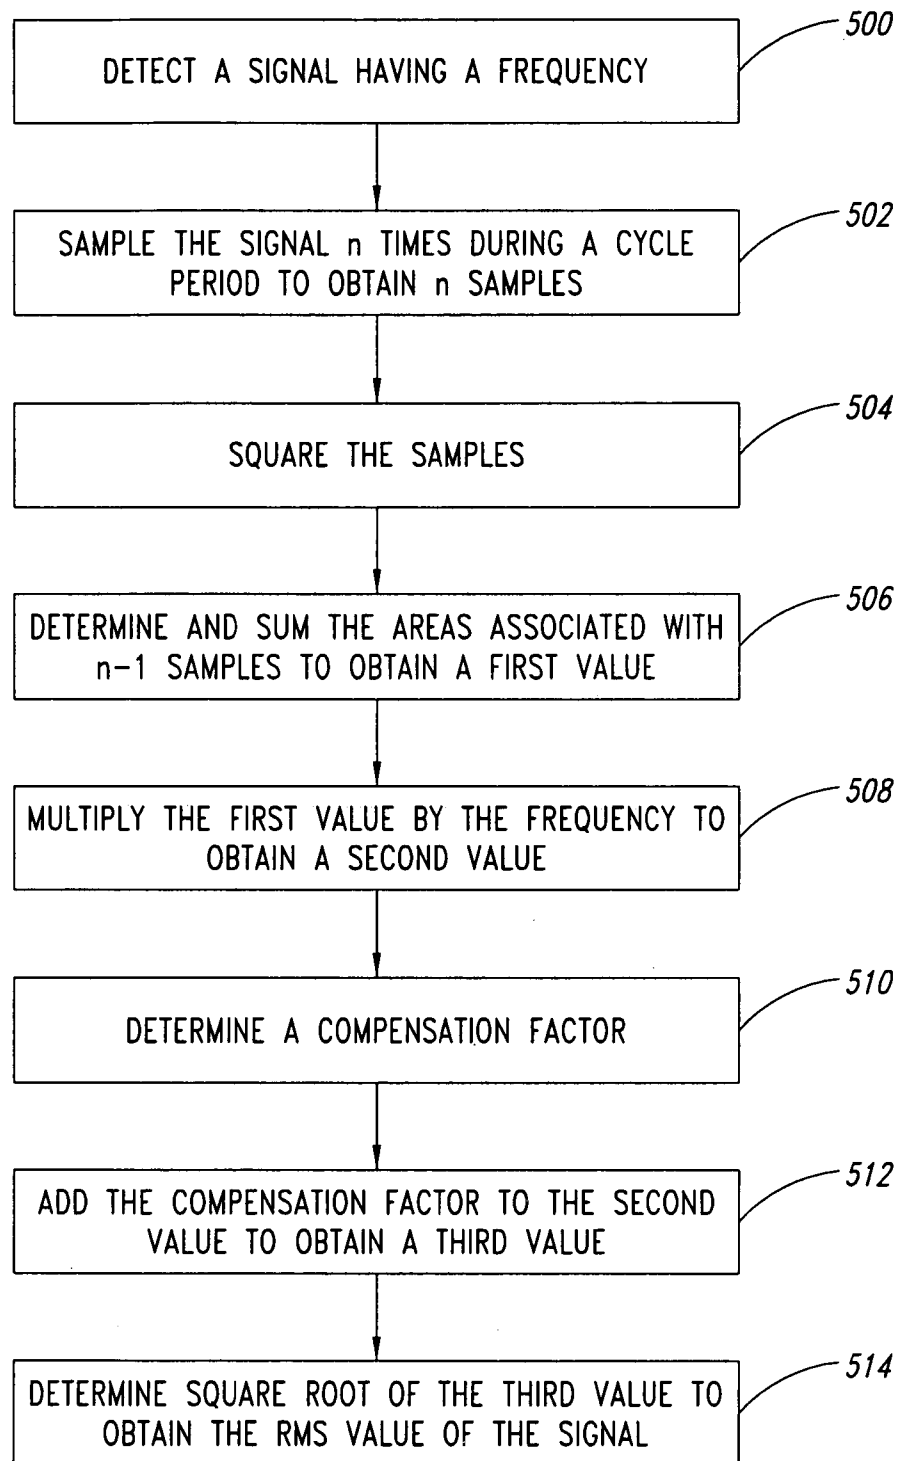 500
DETECT A SIGNAL HAVING A FREQUENCY
502
SAMPLE THE SIGNAL n TIMES DURING A CYCLE
PERIOD TO OBTAIN n SAMPLES
504
SQUARE THE SAMPLES
506
DETERMINE AND SUM THE AREAS ASSOCIATED WITH
n-1 SAMPLES TO OBTAIN A FIRST VALUE
508
MULTIPLY THE FIRST VALUE BY THE FREQUENCY TO
OBTAIN A SECOND VALUE
510
DETERMINE A COMPENSATION FACTOR
512
ADD THE COMPENSATION FACTOR TO THE SECOND
VALUE TO OBTAIN A THIRD VALUE
514
DETERMINE SQUARE ROOT OF THE THIRD VALUE TO
OBTAIN THE RMS VALUE OF THE SIGNAL